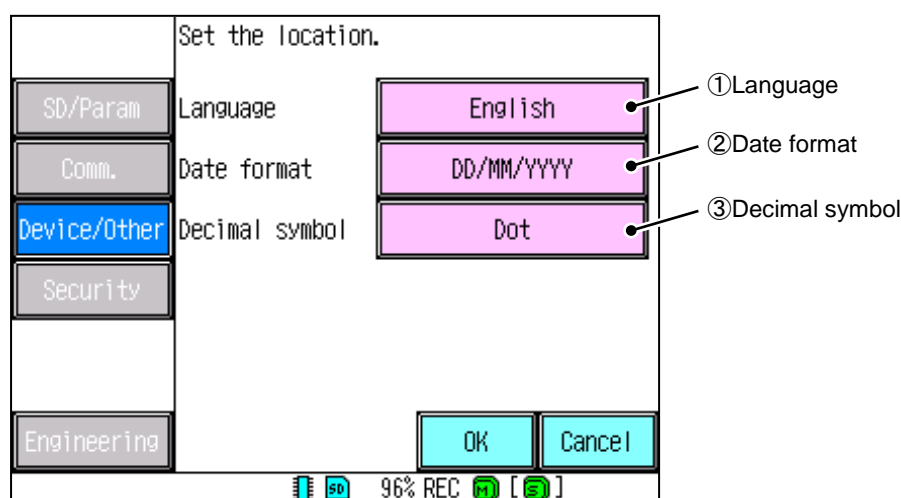 Set the location.
SD/Param
Language
English
①Language
Comm.
Date format
DD/MM/YYYY
②Date format
Device/Other
Decimal symbol
Dot
③Decimal symbol
Security
Engineering
OK
Cancel
SD 96% REC M [S]